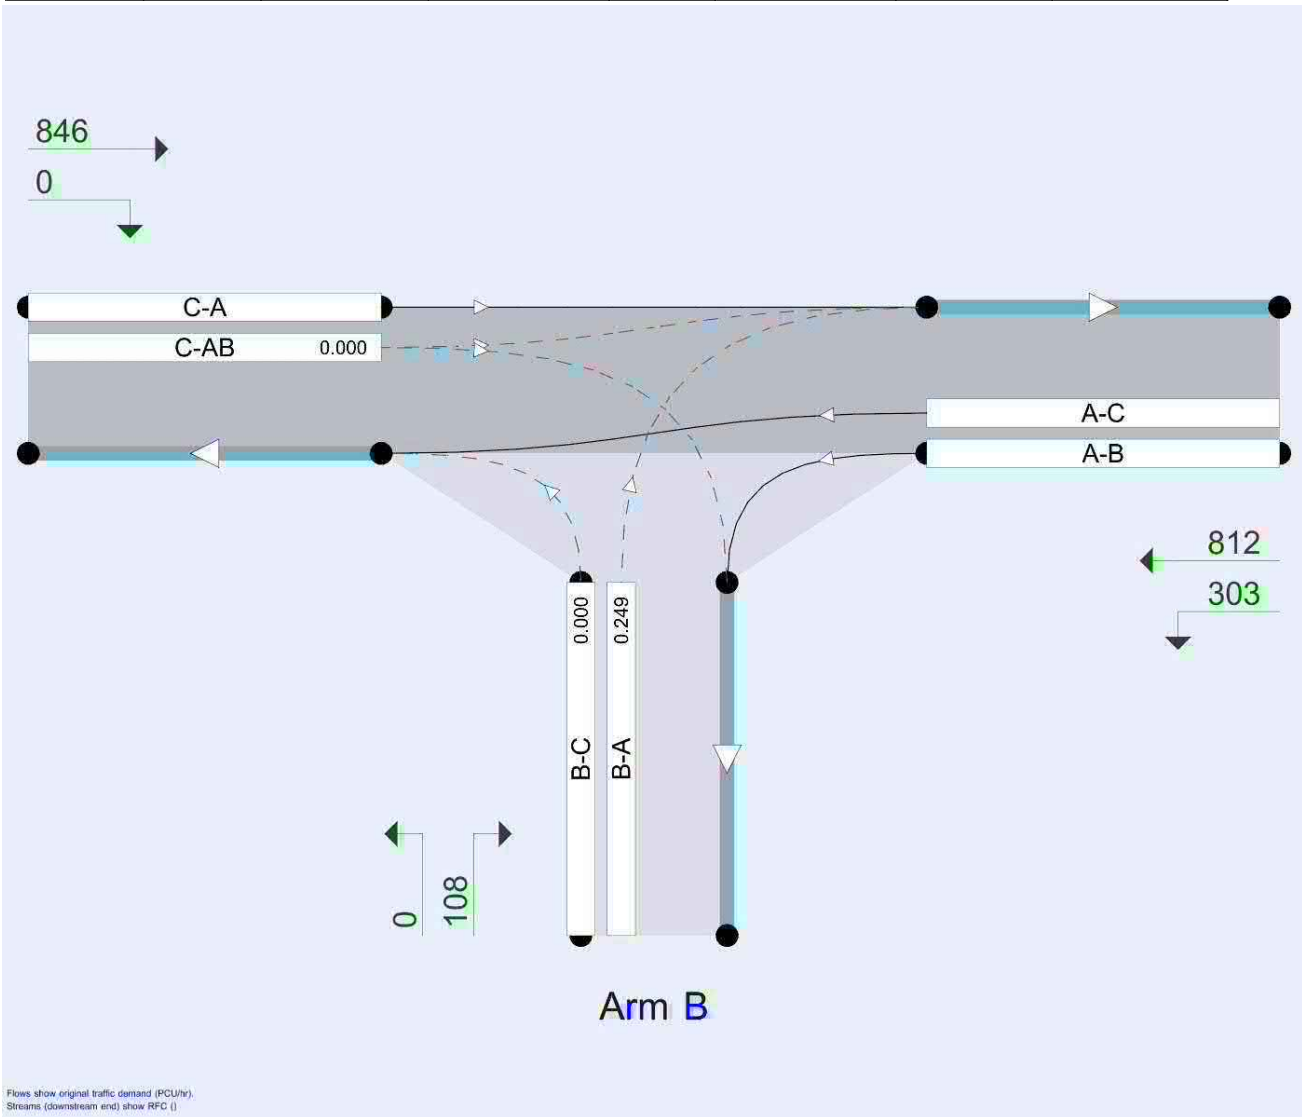 846
0
C-A
C-AB 0.000
A-C
A-B
812
303
0.000
0.249
B-C
B-A
0
108
Arm B
Flows show original traffic demand (PCU/hr).
Streams (downstream end) show RFC ()